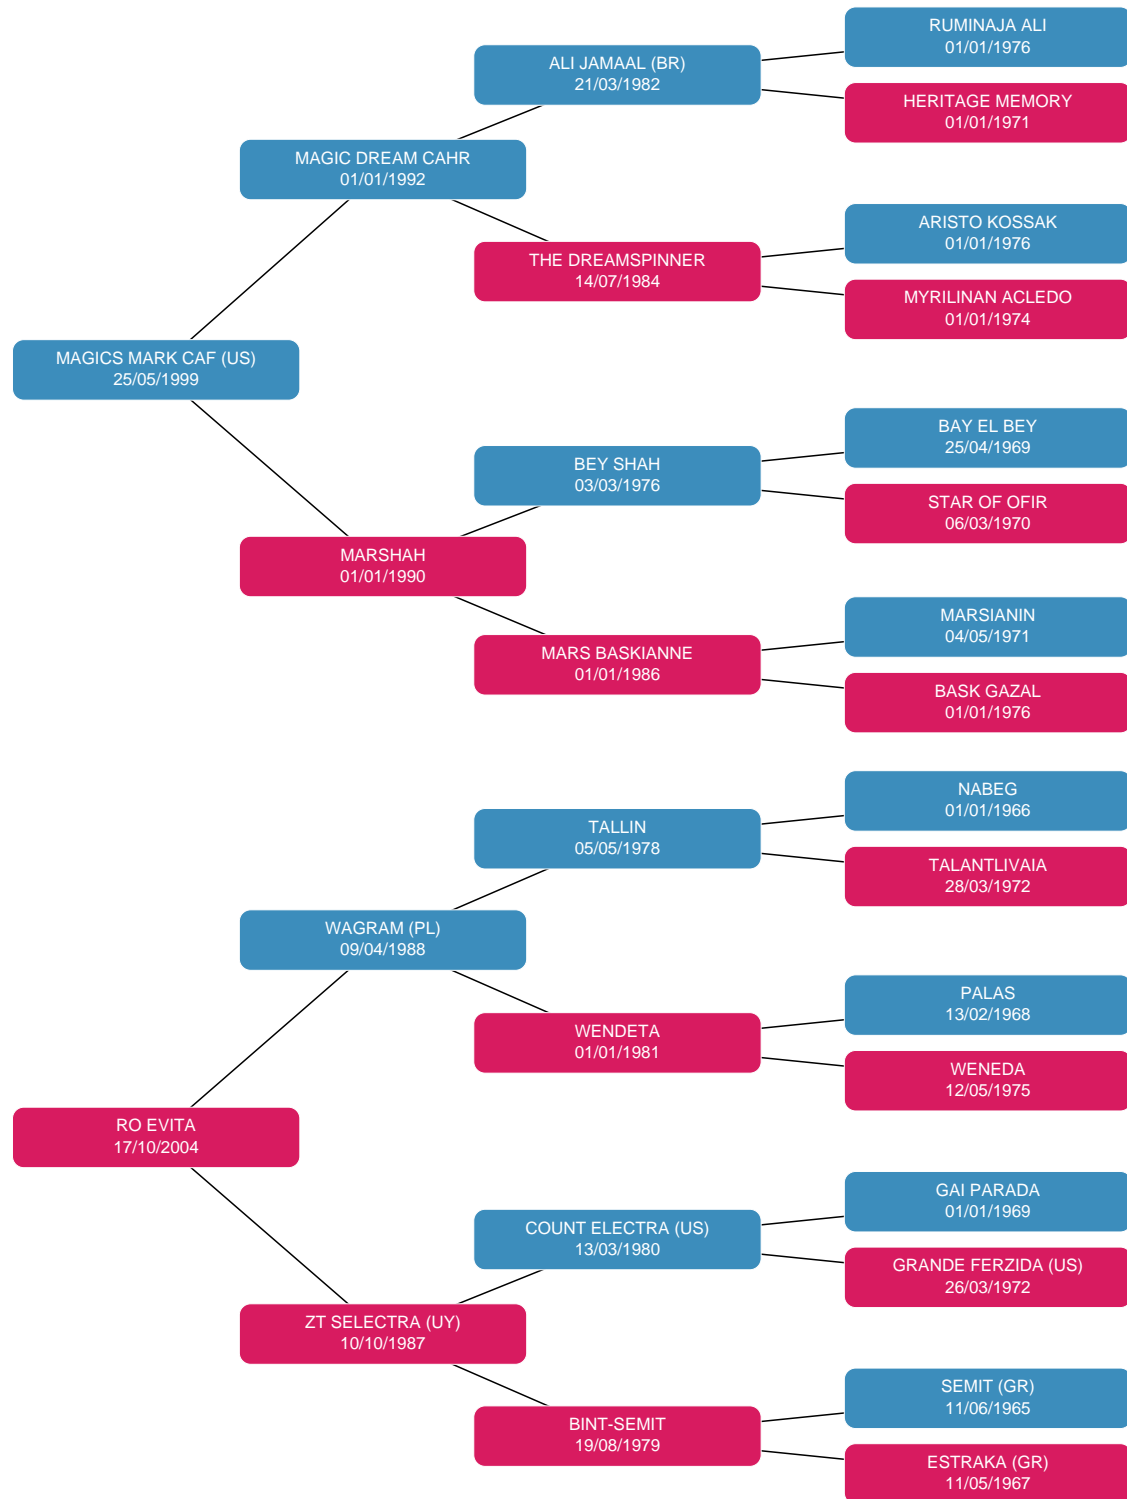 RUMINAJA ALI
01/01/1976
ALI JAMAAL (BR)
21/03/1982
HERITAGE MEMORY
01/01/1971
MAGIC DREAM CAHR
01/01/1992
ARISTO KOSSAK
01/01/1976
THE DREAMSPINNER
14/07/1984
MYRILINAN ACLEDO
01/01/1974
MAGICS MARK CAF (US)
25/05/1999
BAY EL BEY
25/04/1969
BEY SHAH
03/03/1976
STAR OF OFIR
06/03/1970
MARSHAH
01/01/1990
MARSIANIN
04/05/1971
MARS BASKIANNE
01/01/1986
BASK GAZAL
01/01/1976
NABEG
01/01/1966
TALLIN
05/05/1978
TALANTLIVAIA
28/03/1972
WAGRAM (PL)
09/04/1988
PALAS
13/02/1968
WENDETA
01/01/1981
WENEDA
12/05/1975
RO EVITA
17/10/2004
GAI PARADA
01/01/1969
COUNT ELECTRA (US)
13/03/1980
GRANDE FERZIDA (US)
26/03/1972
ZT SELECTRA (UY)
10/10/1987
SEMIT (GR)
11/06/1965
BINT-SEMIT
19/08/1979
ESTRAKA (GR)
11/05/1967